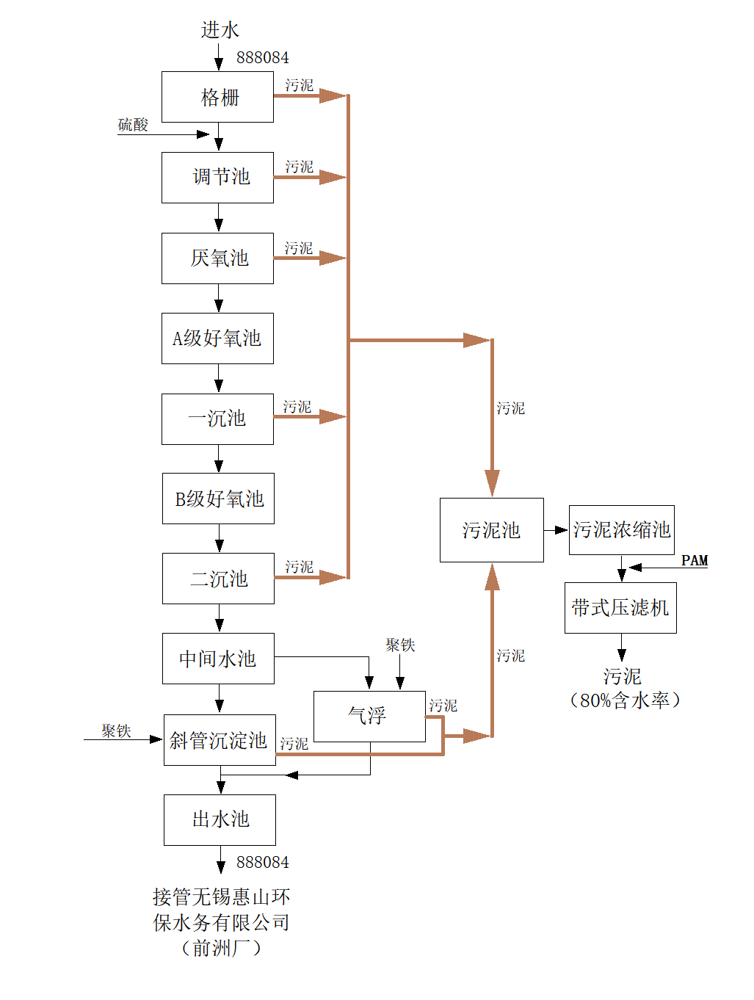 进水
888084
格栅
污泥
硫酸
调节池
污泥
厌氧池
污泥
A级好氧池
一沉池
污泥
污泥
B级好氧池
污泥池
污泥浓缩池
二沉池
污泥
PAM
带式压滤机
中间水池
聚铁
污泥
污泥
（80%含水率）
气浮
污泥
聚铁
斜管沉淀池
污泥
出水池
888084
接管无锡惠山环
保水务有限公司
（前洲厂）